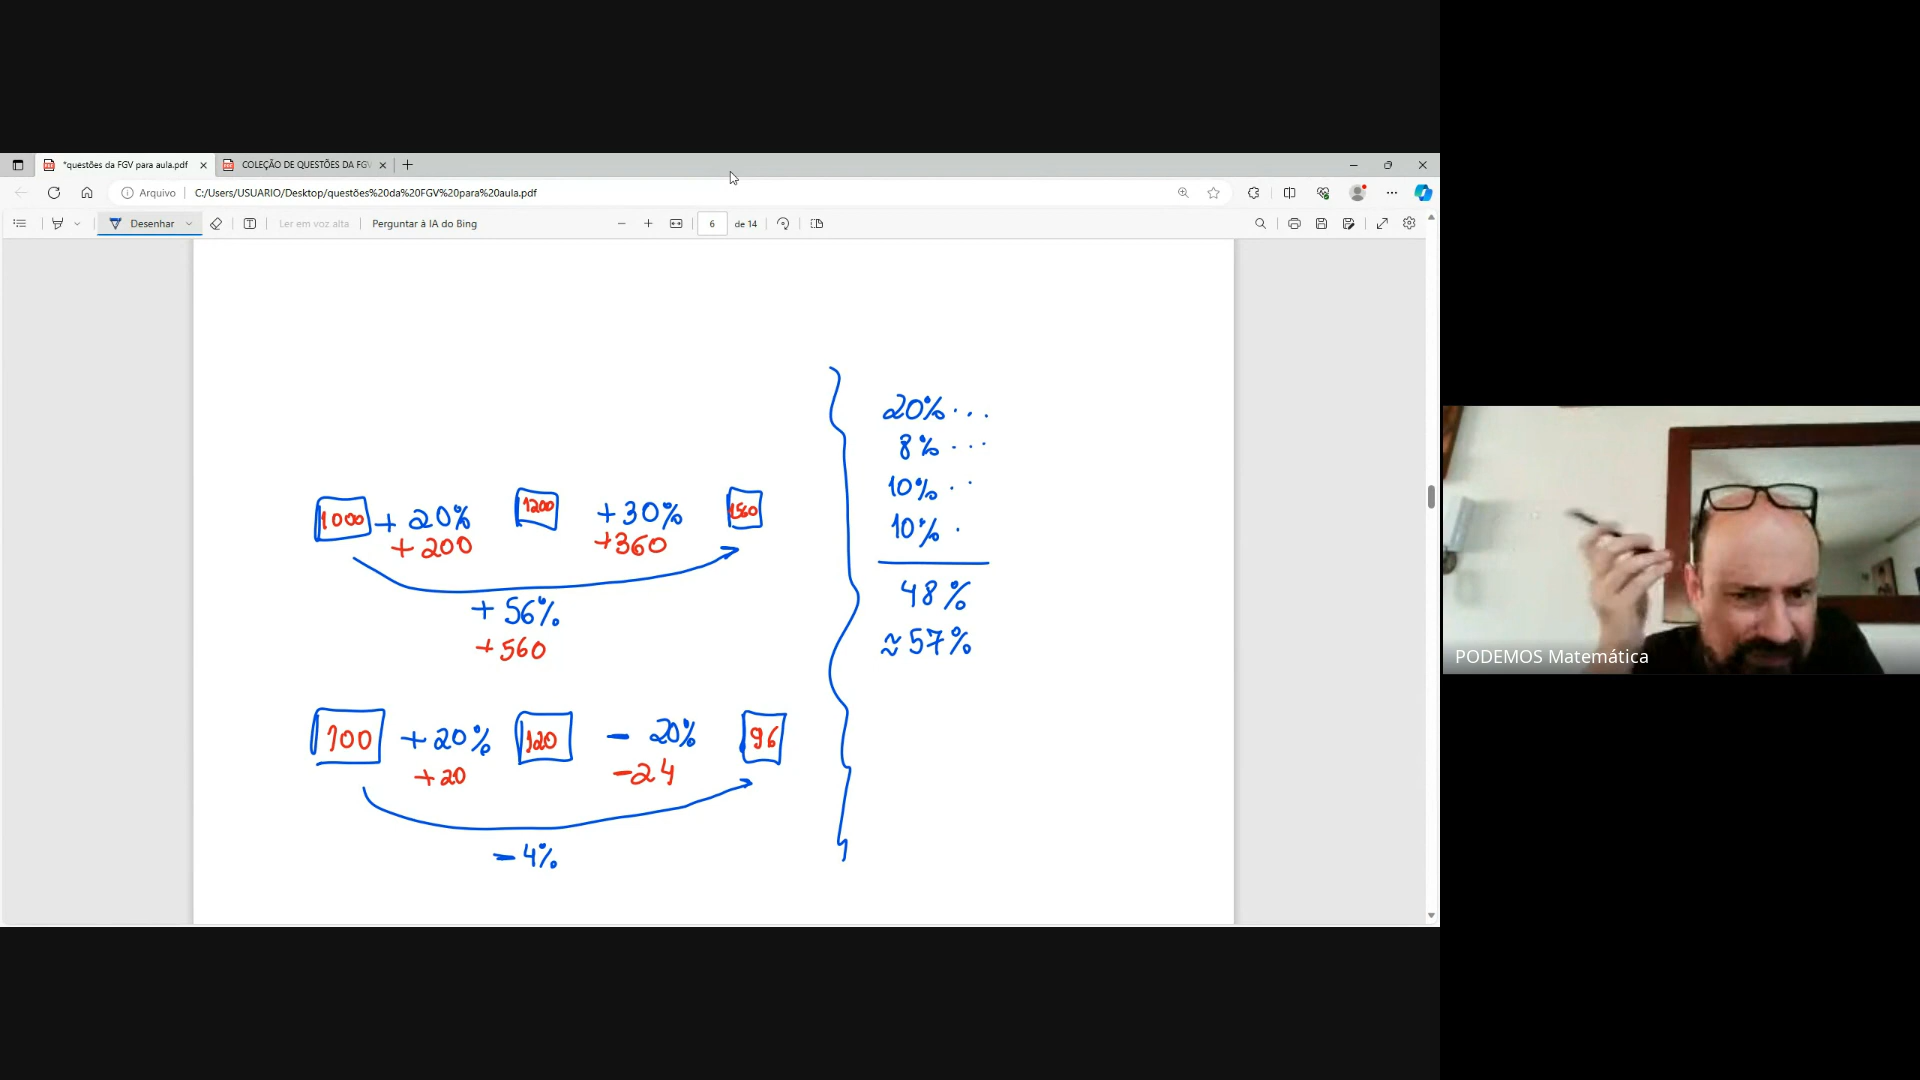 *questões da FGV para aula.pdf
COLEÇÃO DE QUESTÕES DA FGV
Arquivo
C:/Users/USUARIO/Desktop/questões%20da%20FGV%20para%20aula.pdf
Desenhar
Ler em voz alta
Perguntar à IA do Bing
6 de 14
1000 + 20% 1200 +30% 1560
+200 +360
+ 56%
+560
100 +20% 120 - 20% 96
+20 -24
- 4%
20% ...
8% ...
10% ..
10% .
48%
≈ 57%
PODEMOS Matemática